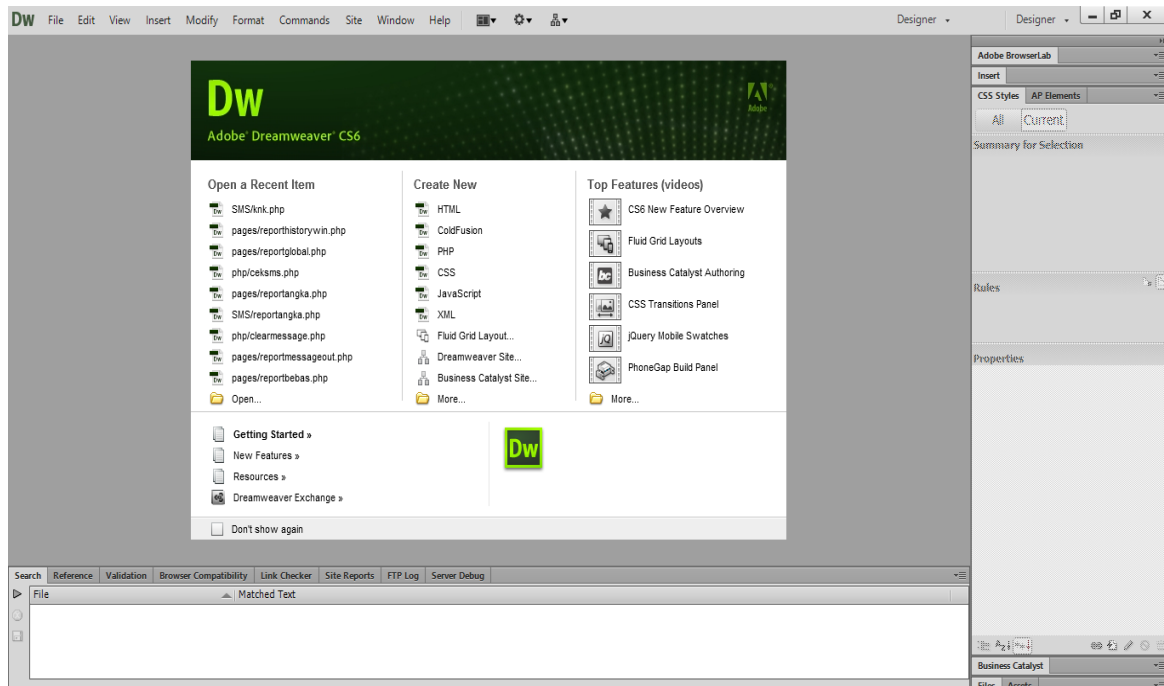 Dw File Edit View Insert Modify Format Commands Site Window Help Designer Designer
Dw
Adobe® Dreamweaver® CS6
Adobe
Open a Recent Item
SMS/knk.php
pages/reporthistorywin.php
pages/reportglobal.php
php/ceksms.php
pages/reportangka.php
SMS/reportangka.php
php/clearmessage.php
pages/reportmessageout.php
pages/reportbebas.php
Open...
Create New
HTML
ColdFusion
PHP
CSS
JavaScript
XML
Fluid Grid Layout...
Dreamweaver Site...
Business Catalyst Site...
More...
Top Features (videos)
CS6 New Feature Overview
Fluid Grid Layouts
Business Catalyst Authoring
CSS Transitions Panel
jQuery Mobile Swatches
PhoneGap Build Panel
More...
Getting Started »
New Features »
Resources »
Dreamweaver Exchange »
Dw
Don't show again
Adobe BrowserLab
Insert
CSS Styles AP Elements
All Current
Summary for Selection
Rules
Properties
Business Catalyst
Files Assets
Search Reference Validation Browser Compatibility Link Checker Site Reports FTP Log Server Debug
File Matched Text